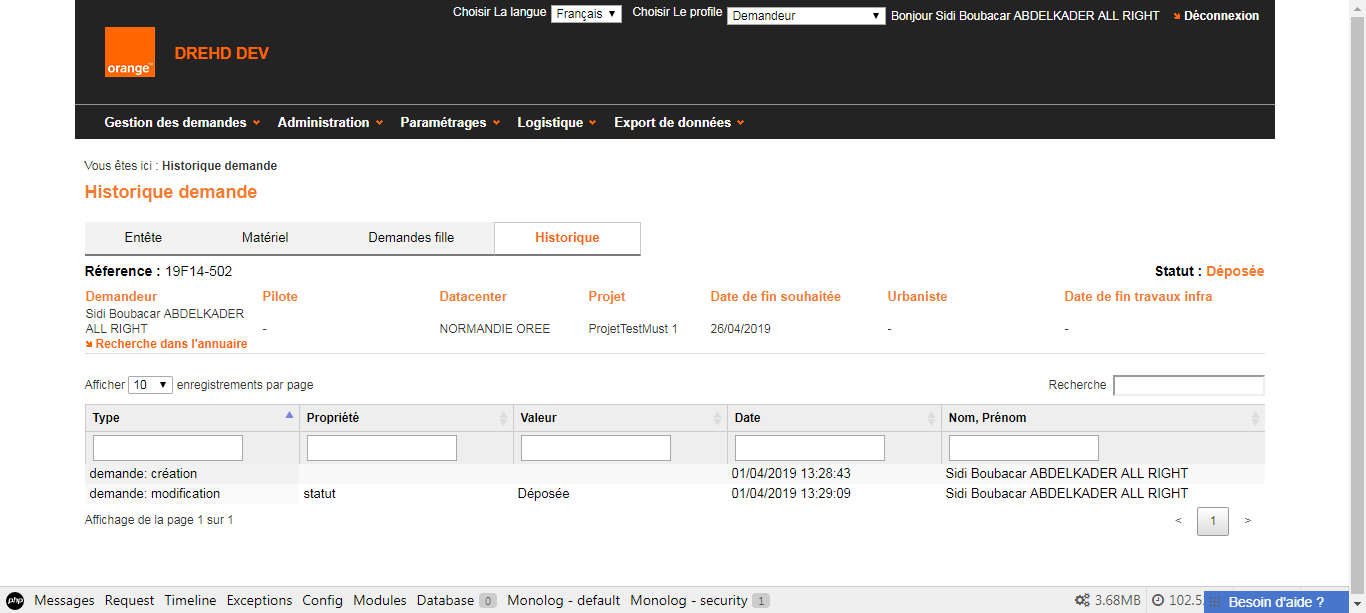 Choisir La langue Français Choisir Le profile Demandeur Bonjour Sidi Boubacar ABDELKADER ALL RIGHT Déconnexion
orange™ DREHD DEV
Gestion des demandes Administration Paramétrages Logistique Export de données
Vous êtes ici : Historique demande
Historique demande
Entête Matériel Demandes fille Historique
Réference : 19F14-502 Statut : Déposée
Demandeur Pilote Datacenter Projet Date de fin souhaitée Urbaniste Date de fin travaux infra
Sidi Boubacar ABDELKADER
ALL RIGHT - NORMANDIE OREE ProjetTestMust 1 26/04/2019 - -
Recherche dans l'annuaire
Afficher 10 enregistrements par page Recherche
Type Propriété Valeur Date Nom, Prénom
demande: création 01/04/2019 13:28:43 Sidi Boubacar ABDELKADER ALL RIGHT
demande: modification statut Déposée 01/04/2019 13:29:09 Sidi Boubacar ABDELKADER ALL RIGHT
Affichage de la page 1 sur 1 < 1 >
php Messages Request Timeline Exceptions Config Modules Database 0 Monolog - default Monolog - security 1 3.68MB 102.5 Besoin d'aide ?